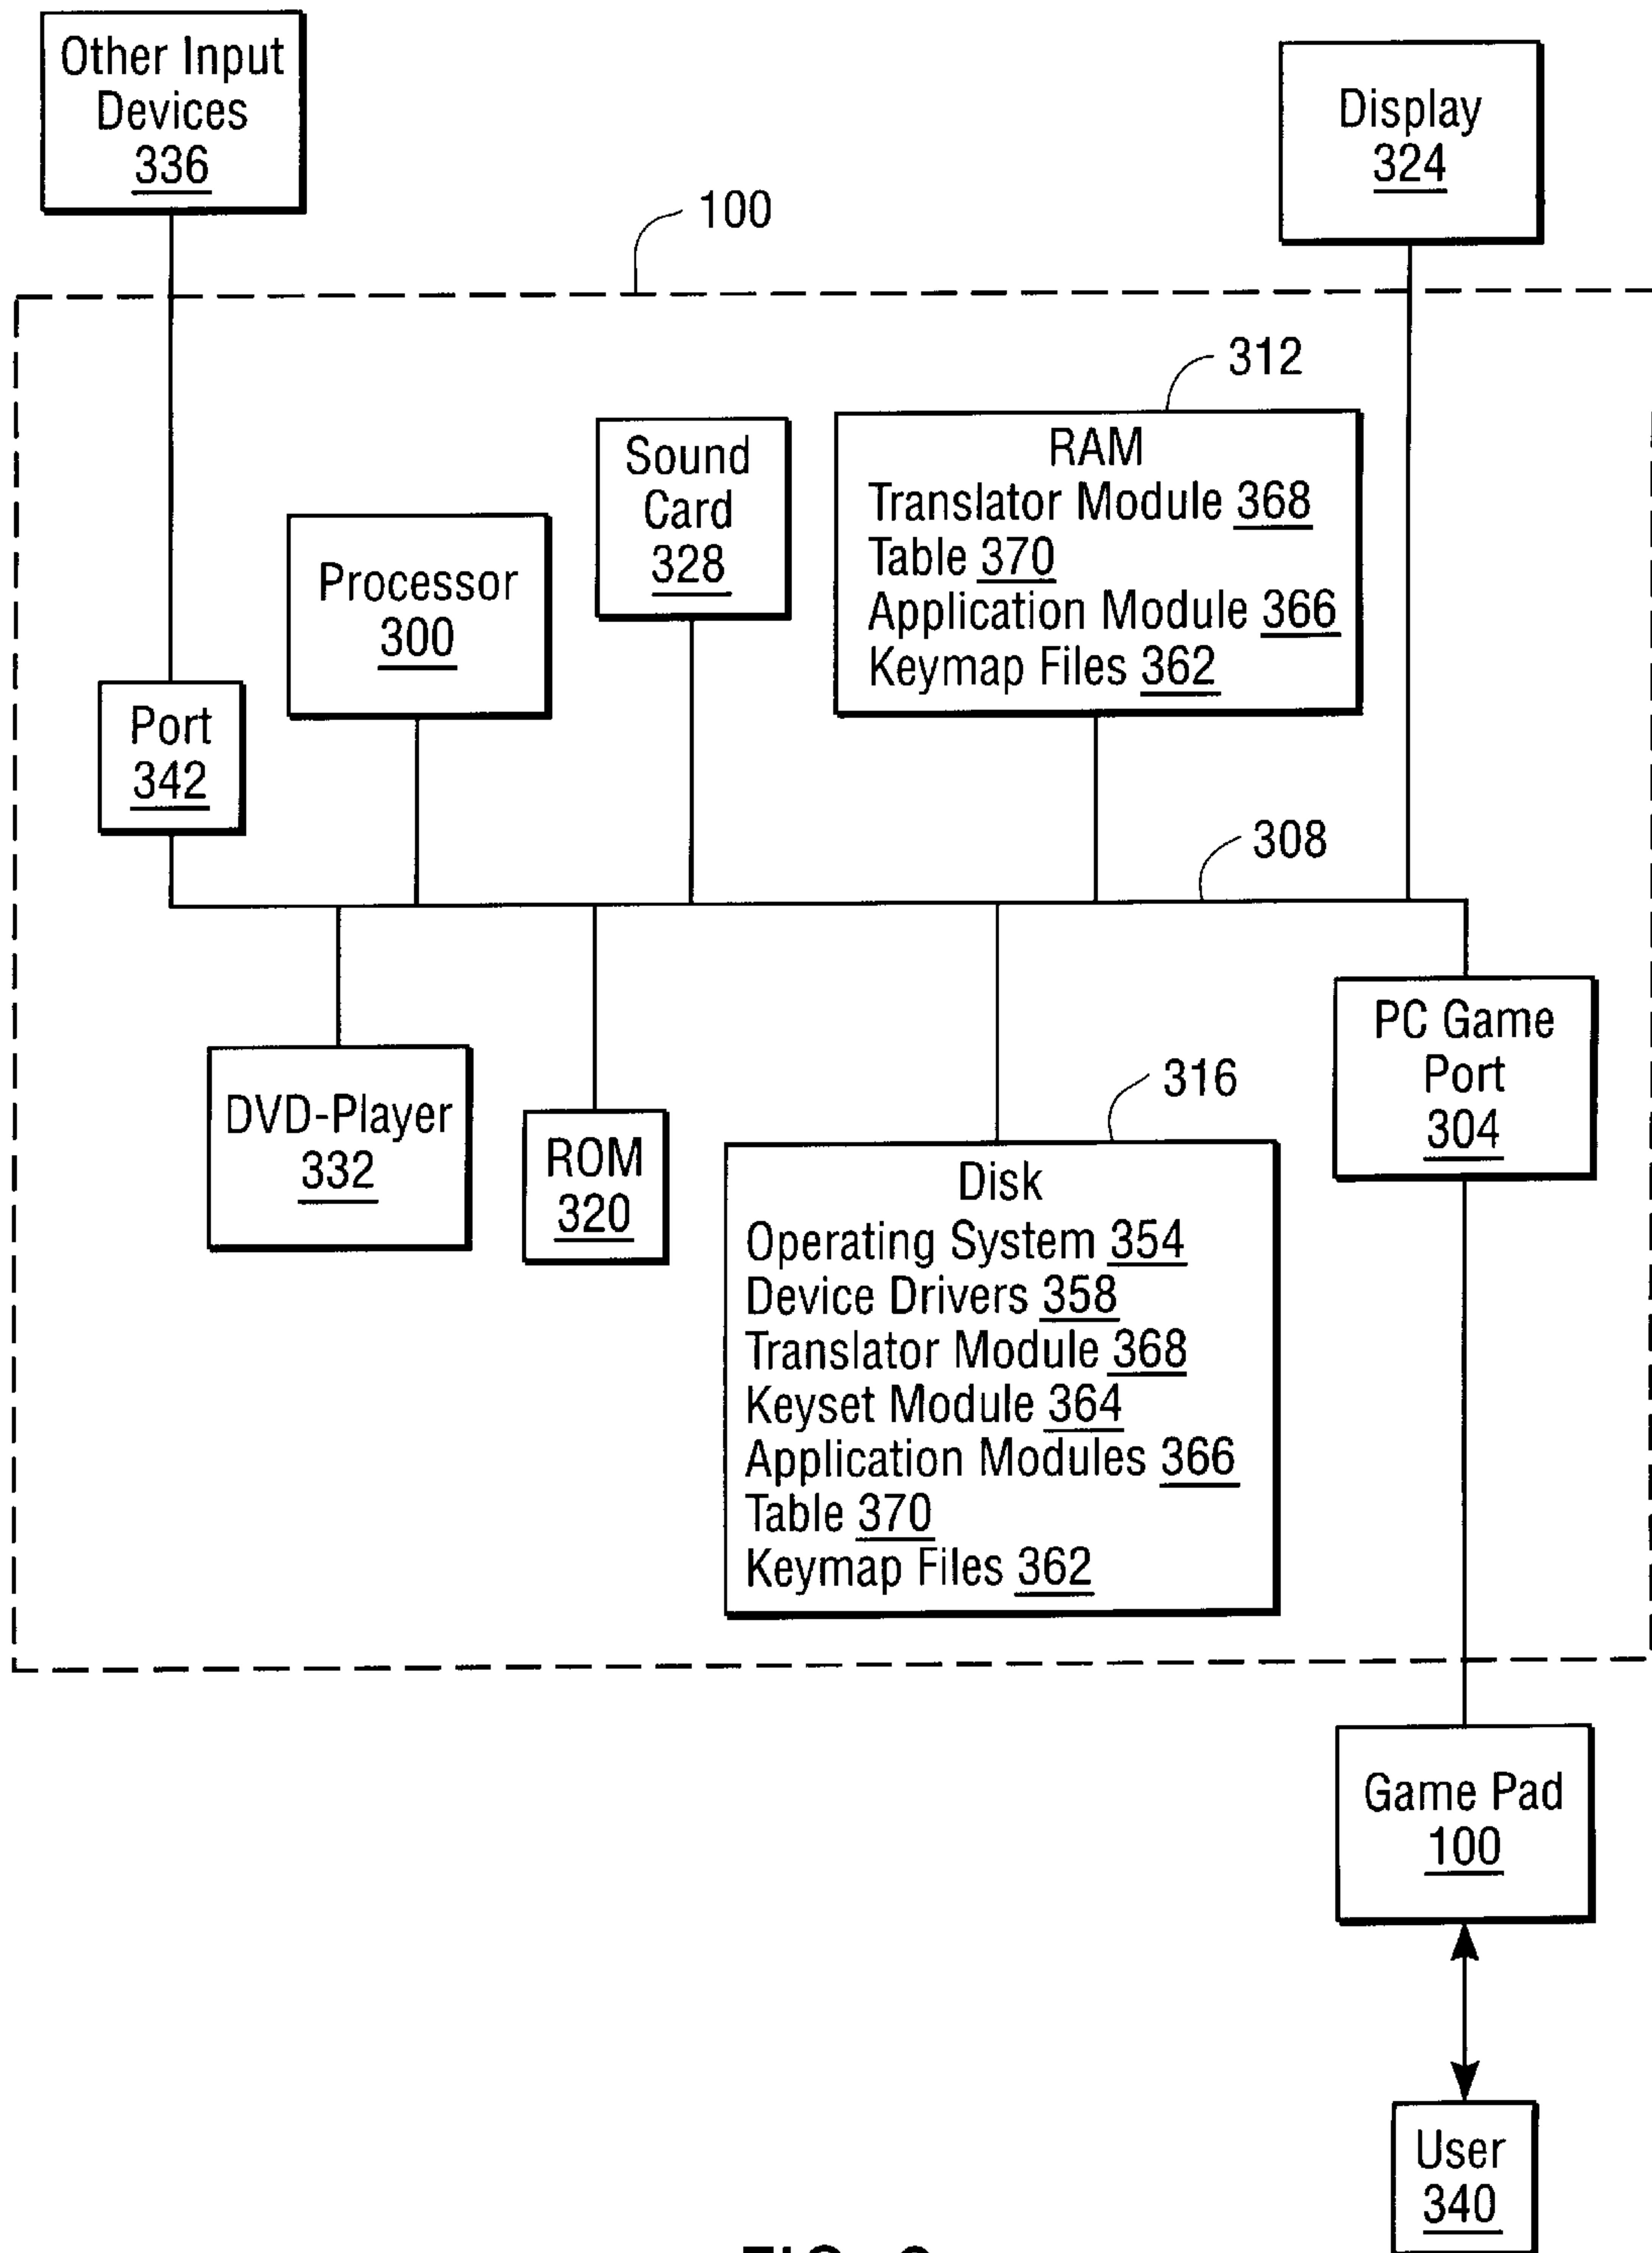 Other Input
Devices
336
Display
324
100
312
RAM
Translator Module 368
Table 370
Application Module 366
Keymap Files 362
Sound
Card
328
Processor
300
Port
342
308
PC Game
Port
304
DVD-Player
332
ROM
320
316
Disk
Operating System 354
Device Drivers 358
Translator Module 368
Keyset Module 364
Application Modules 366
Table 370
Keymap Files 362
Game Pad
100
User
340